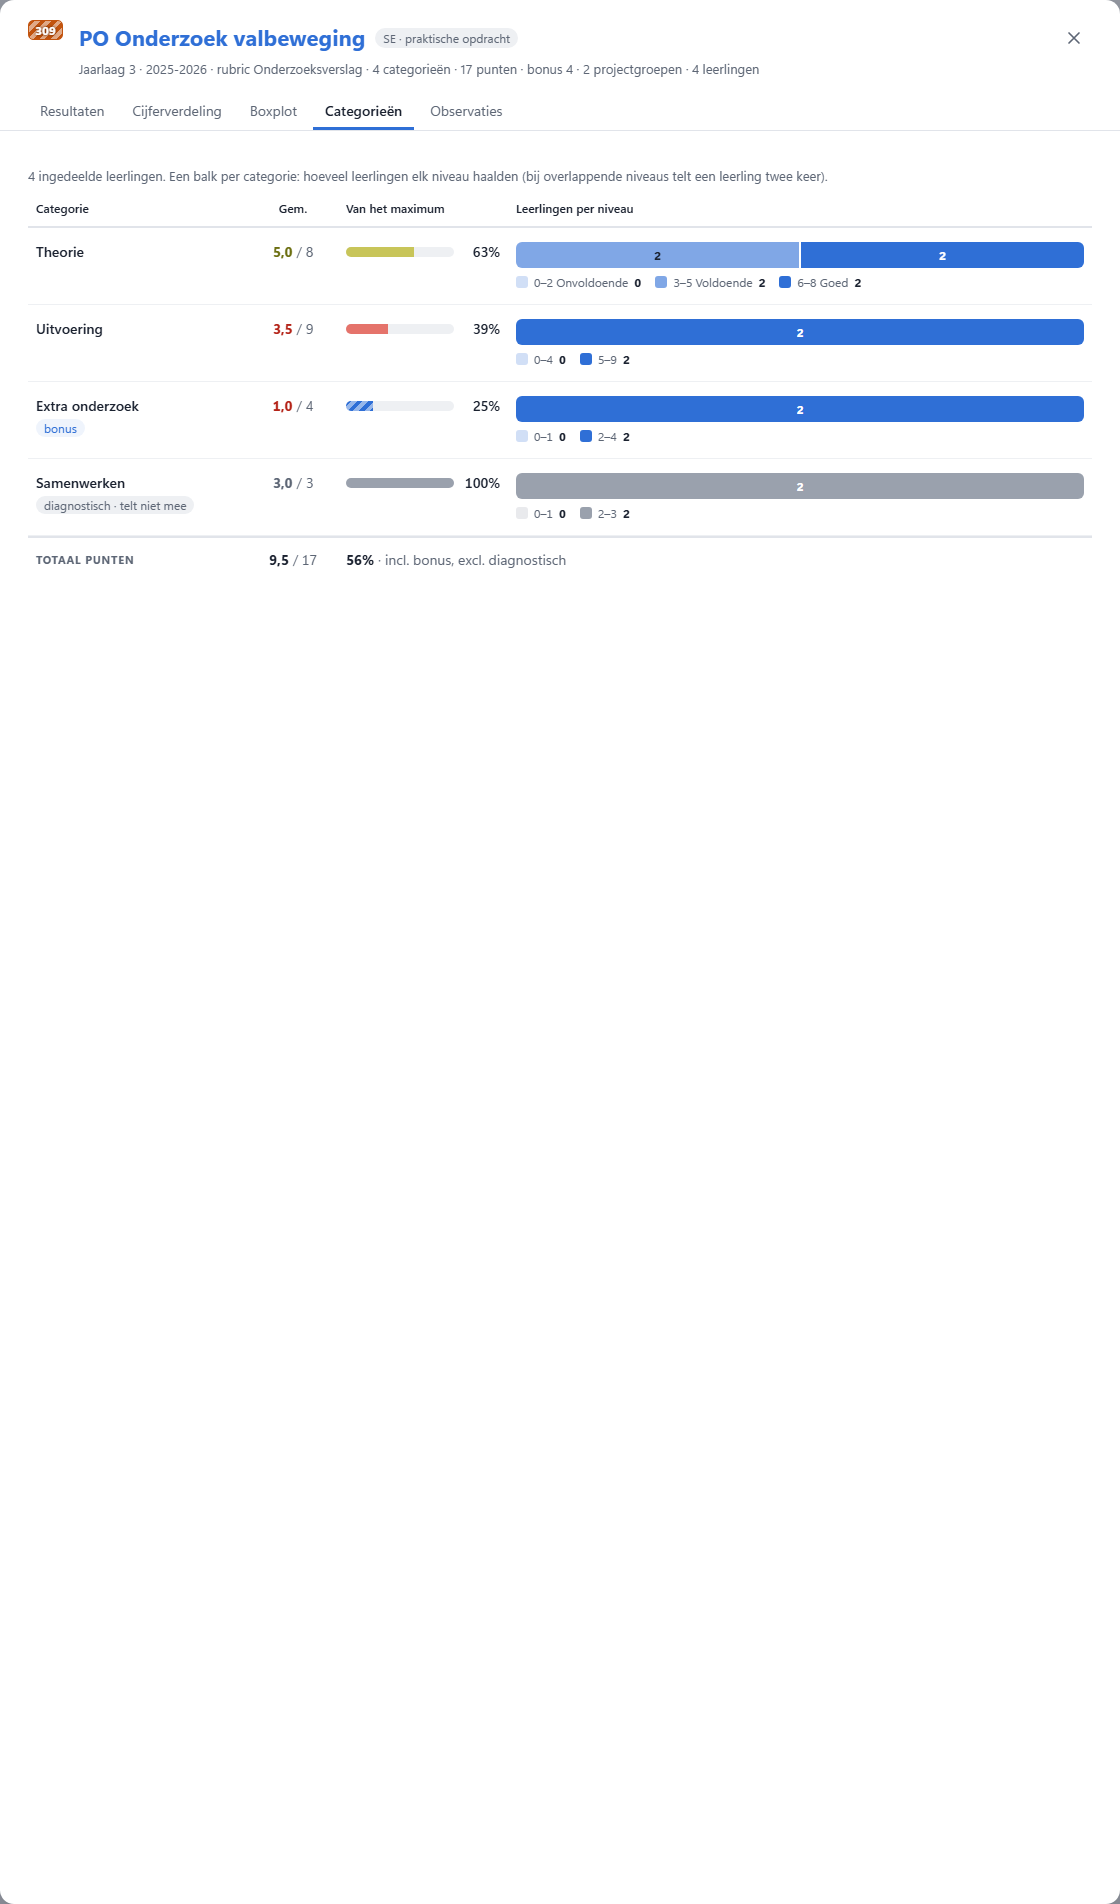 309
PO Onderzoek valbeweging SE · praktische opdracht
Jaarlaag 3 · 2025-2026 · rubric Onderzoeksverslag · 4 categorieën · 17 punten · bonus 4 · 2 projectgroepen · 4 leerlingen
Resultaten Cijferverdeling Boxplot Categorieën Observaties
4 ingedeelde leerlingen. Een balk per categorie: hoeveel leerlingen elk niveau haalden (bij overlappende niveaus telt een leerling twee keer).
Categorie Gem. Van het maximum Leerlingen per niveau
Theorie 5,0 / 8 63% 2 2
0–2 Onvoldoende 0 3–5 Voldoende 2 6–8 Goed 2
Uitvoering 3,5 / 9 39% 2
0–4 0 5–9 2
Extra onderzoek 1,0 / 4 25% 2
bonus 0–1 0 2–4 2
Samenwerken 3,0 / 3 100% 2
diagnostisch · telt niet mee 0–1 0 2–3 2
TOTAAL PUNTEN 9,5 / 17 56% · incl. bonus, excl. diagnostisch